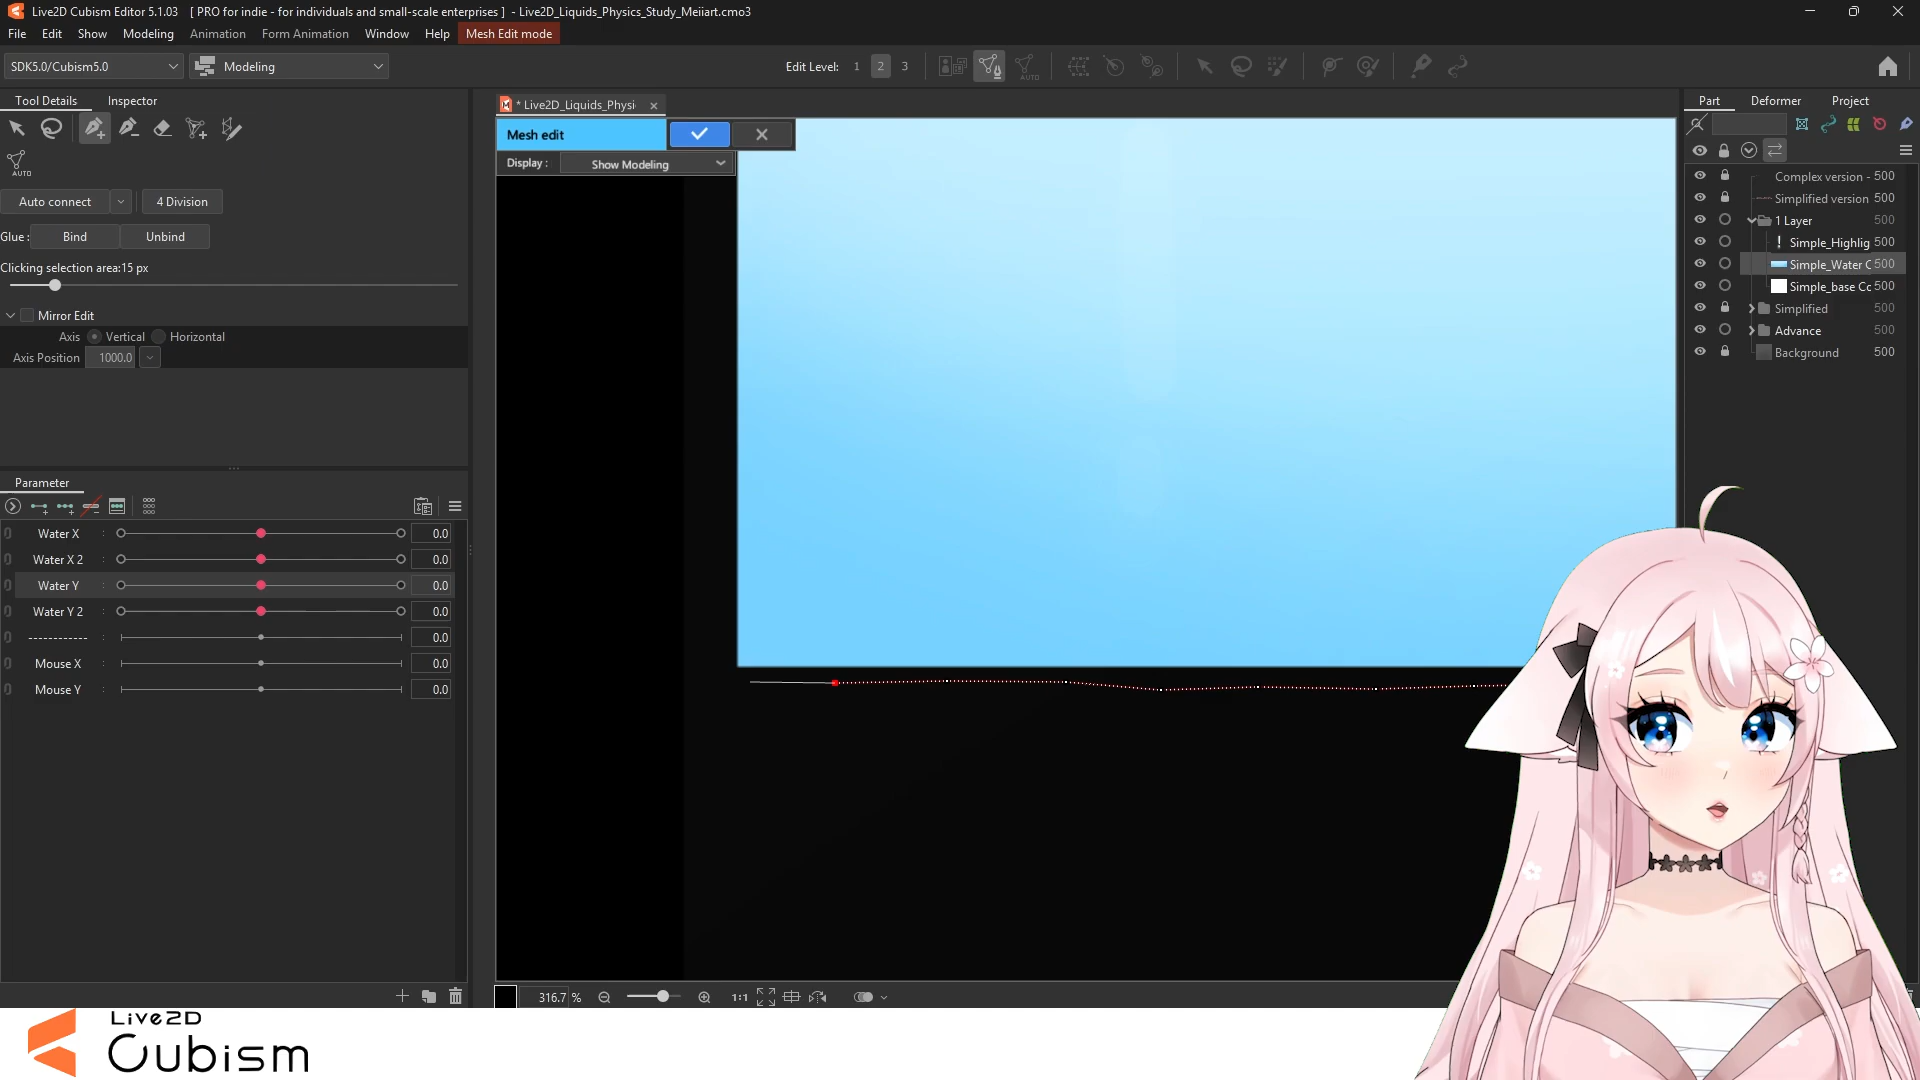 Live2D Cubism Editor 5.1.03 [ PRO for indie - for individuals and small-scale enterprises ] - Live2D_Liquids_Physics_Study_Meiiart.cmo3
File Edit Show Modeling Animation Form Animation Window Help Mesh Edit mode
SDK5.0/Cubism5.0 Modeling Edit Level: 1 2 3 AUTO
Tool Details Inspector
* Live2D_Liquids_Physi
Part Deformer Project
Mesh edit
Display : Show Modeling
AUTO
Auto connect 4 Division
Glue : Bind Unbind
Clicking selection area:15 px
Mirror Edit
Axis Vertical Horizontal
Axis Position 1000.0
Complex version - 500
Simplified version 500
1 Layer 500
Simple_Highlig 500
Simple_Water C 500
Simple_base Cc 500
Simplified 500
Advance 500
Background 500
Parameter
Water X : 0.0
Water X 2 : 0.0
Water Y : 0.0
Water Y 2 : 0.0
------------ : 0.0
Mouse X : 0.0
Mouse Y : 0.0
316.7 % 1:1
Live2D
Cubism